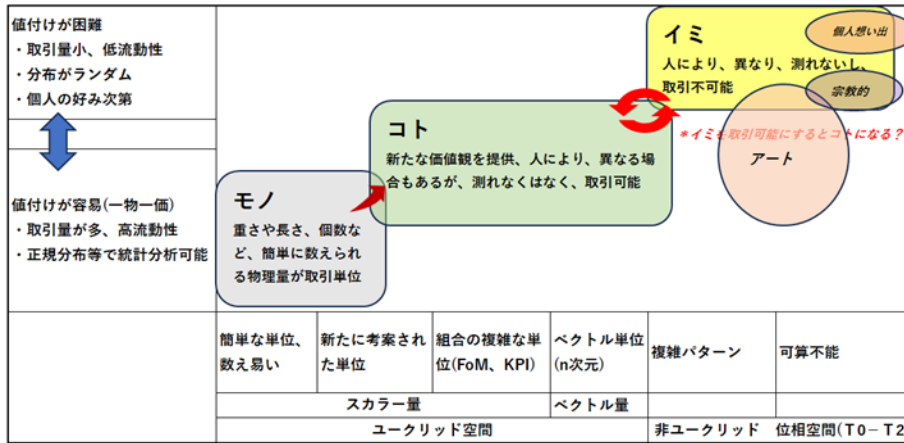 値付けが困難
・取引量小、低流動性
・分布がランダム
・個人の好み次第
値付けが容易(一物一価)
・取引量が多、高流動性
・正規分布等で統計分析可能
モノ
重さや長さ、個数な
ど、簡単に数えられ
る物理量が取引単位
コト
新たな価値観を提供、人により、異なる場
合もあるが、測れなくはなく、取引可能
イミ
人により、異なり、測れないし、
取引不可能
個人想い出
宗教的
*イミを取引可能にするとコトになる？
アート
簡単な単位、
数え易い
新たに考案され
た単位
組合の複雑な単
位(FoM、KPI)
ベクトル単位
(n次元)
複雑パターン
可算不能
スカラー量
ベクトル量
ユークリッド空間
非ユークリッド　位相空間(T0−T2